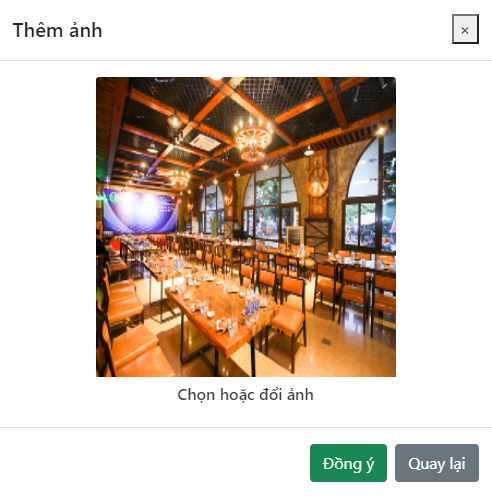 Thêm ảnh
×
Chọn hoặc đổi ảnh
Đồng ý
Quay lại